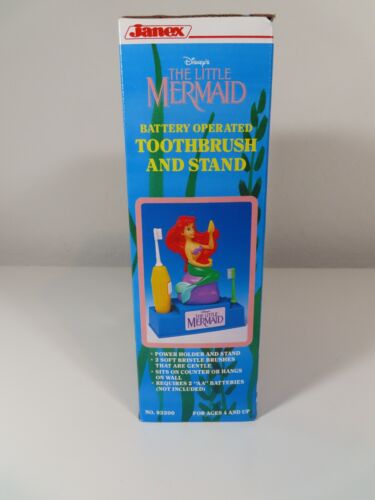 Janex
Disney's
THE LITTLE
MERMAID
BATTERY OPERATED
TOOTHBRUSH
AND STAND
THE LITTLE
MERMAID
• POWER HOLDER AND STAND
• 2 SOFT BRISTLE BRUSHES
THAT ARE GENTLE
• SITS ON COUNTER OR HANGS
ON WALL
• REQUIRES 2 "AA" BATTERIES
(NOT INCLUDED)
NO. 93200 FOR AGES 4 AND UP